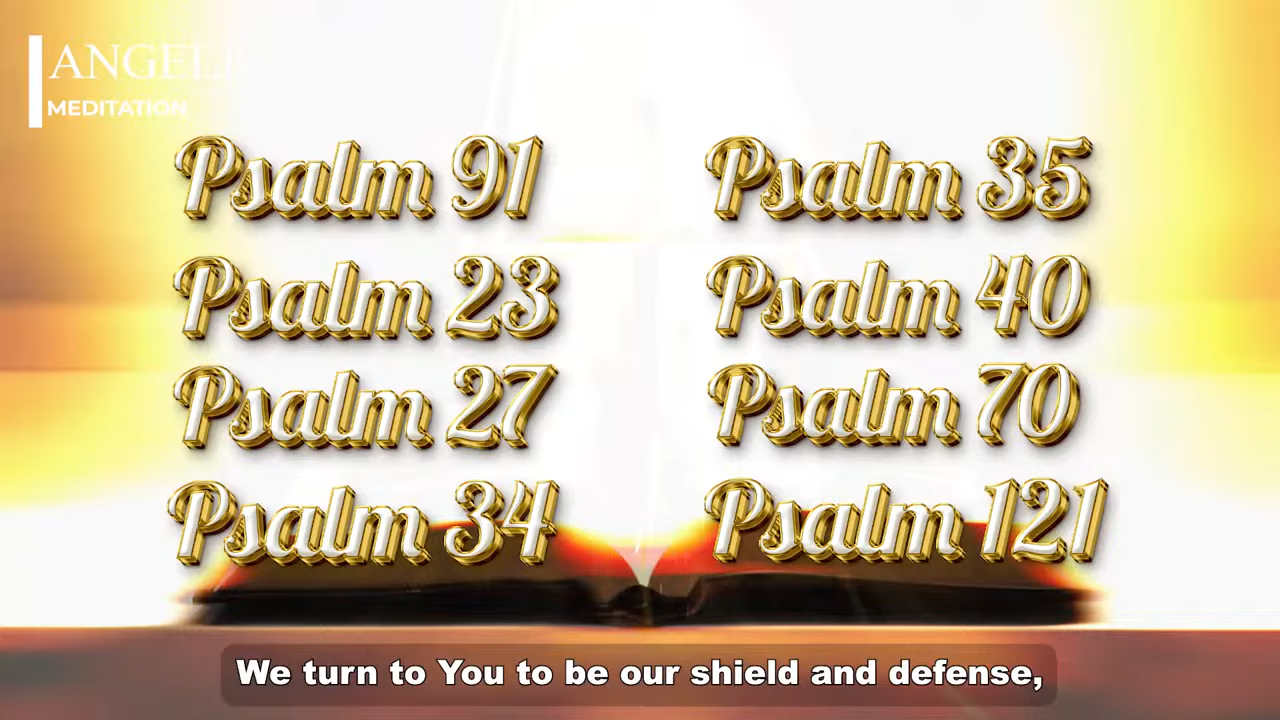 MEDITATION
Psalm 91
Psalm 23
Psalm 27
Psalm 34
Psalm 35
Psalm 40
Psalm 70
Psalm 121
We turn to You to be our shield and defense,